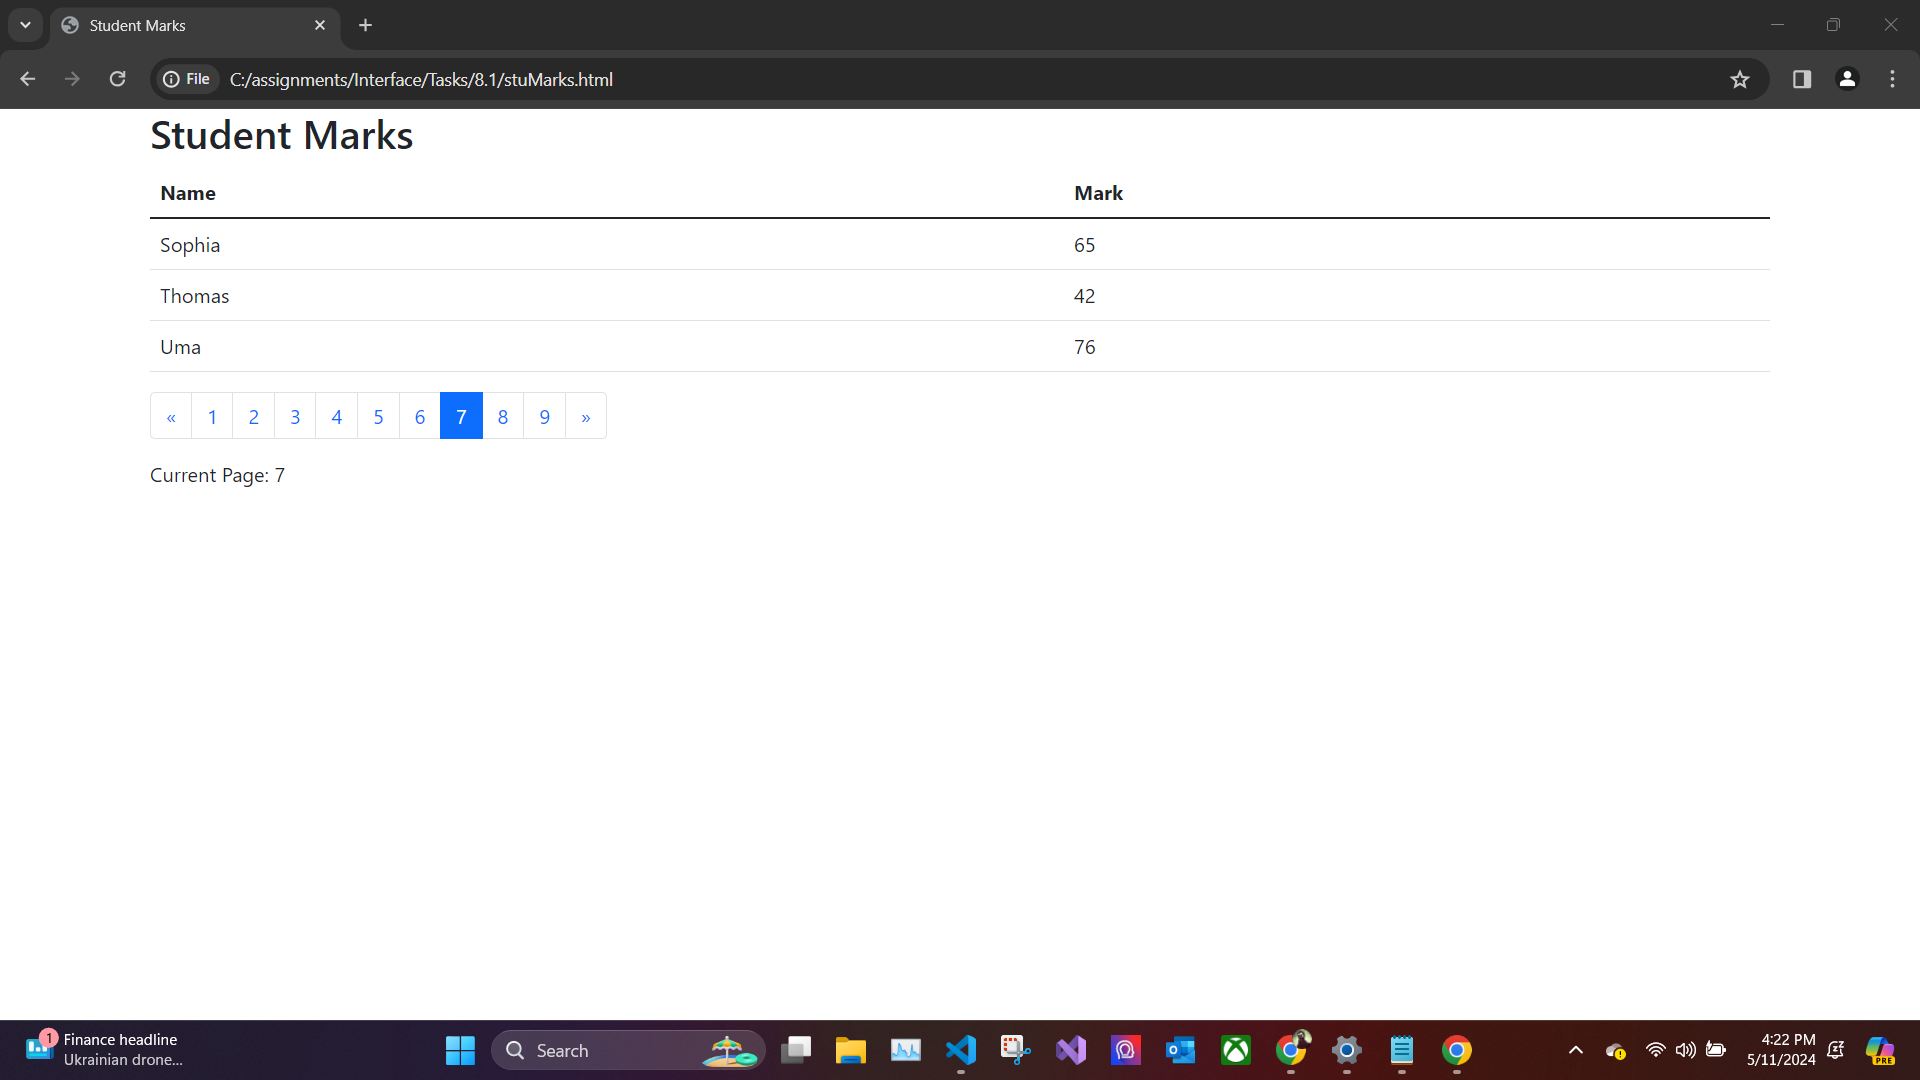 Student Marks
File C:/assignments/Interface/Tasks/8.1/stuMarks.html
Student Marks
Name Mark
Sophia 65
Thomas 42
Uma 76
« 1 2 3 4 5 6 7 8 9 »
Current Page: 7
1 Finance headline
Ukrainian drone...
Search
PRE
4:22 PM
5/11/2024